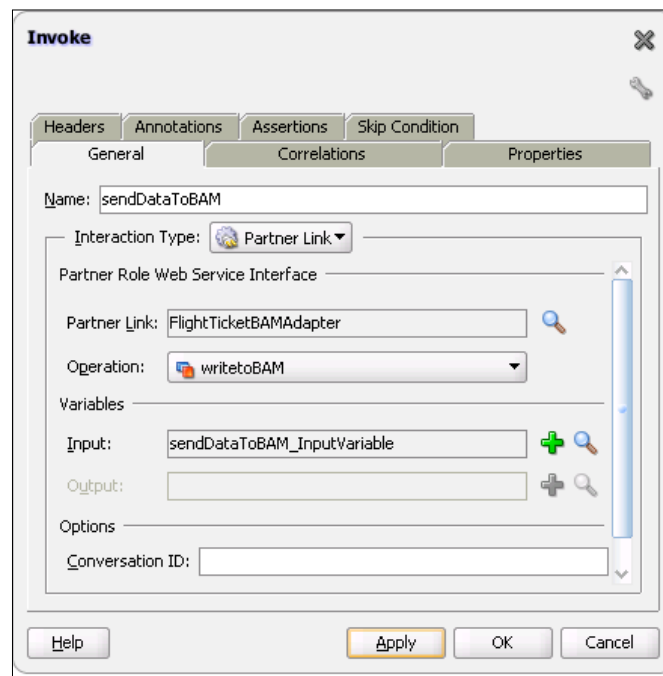 Invoke
Headers Annotations Assertions Skip Condition
General Correlations Properties
Name: sendDataToBAM
Interaction Type: Partner Link
Partner Role Web Service Interface
Partner Link: FlightTicketBAMAdapter
Operation: writetoBAM
Variables
Input: sendDataToBAM_InputVariable
Output:
Options
Conversation ID:
Help Apply OK Cancel